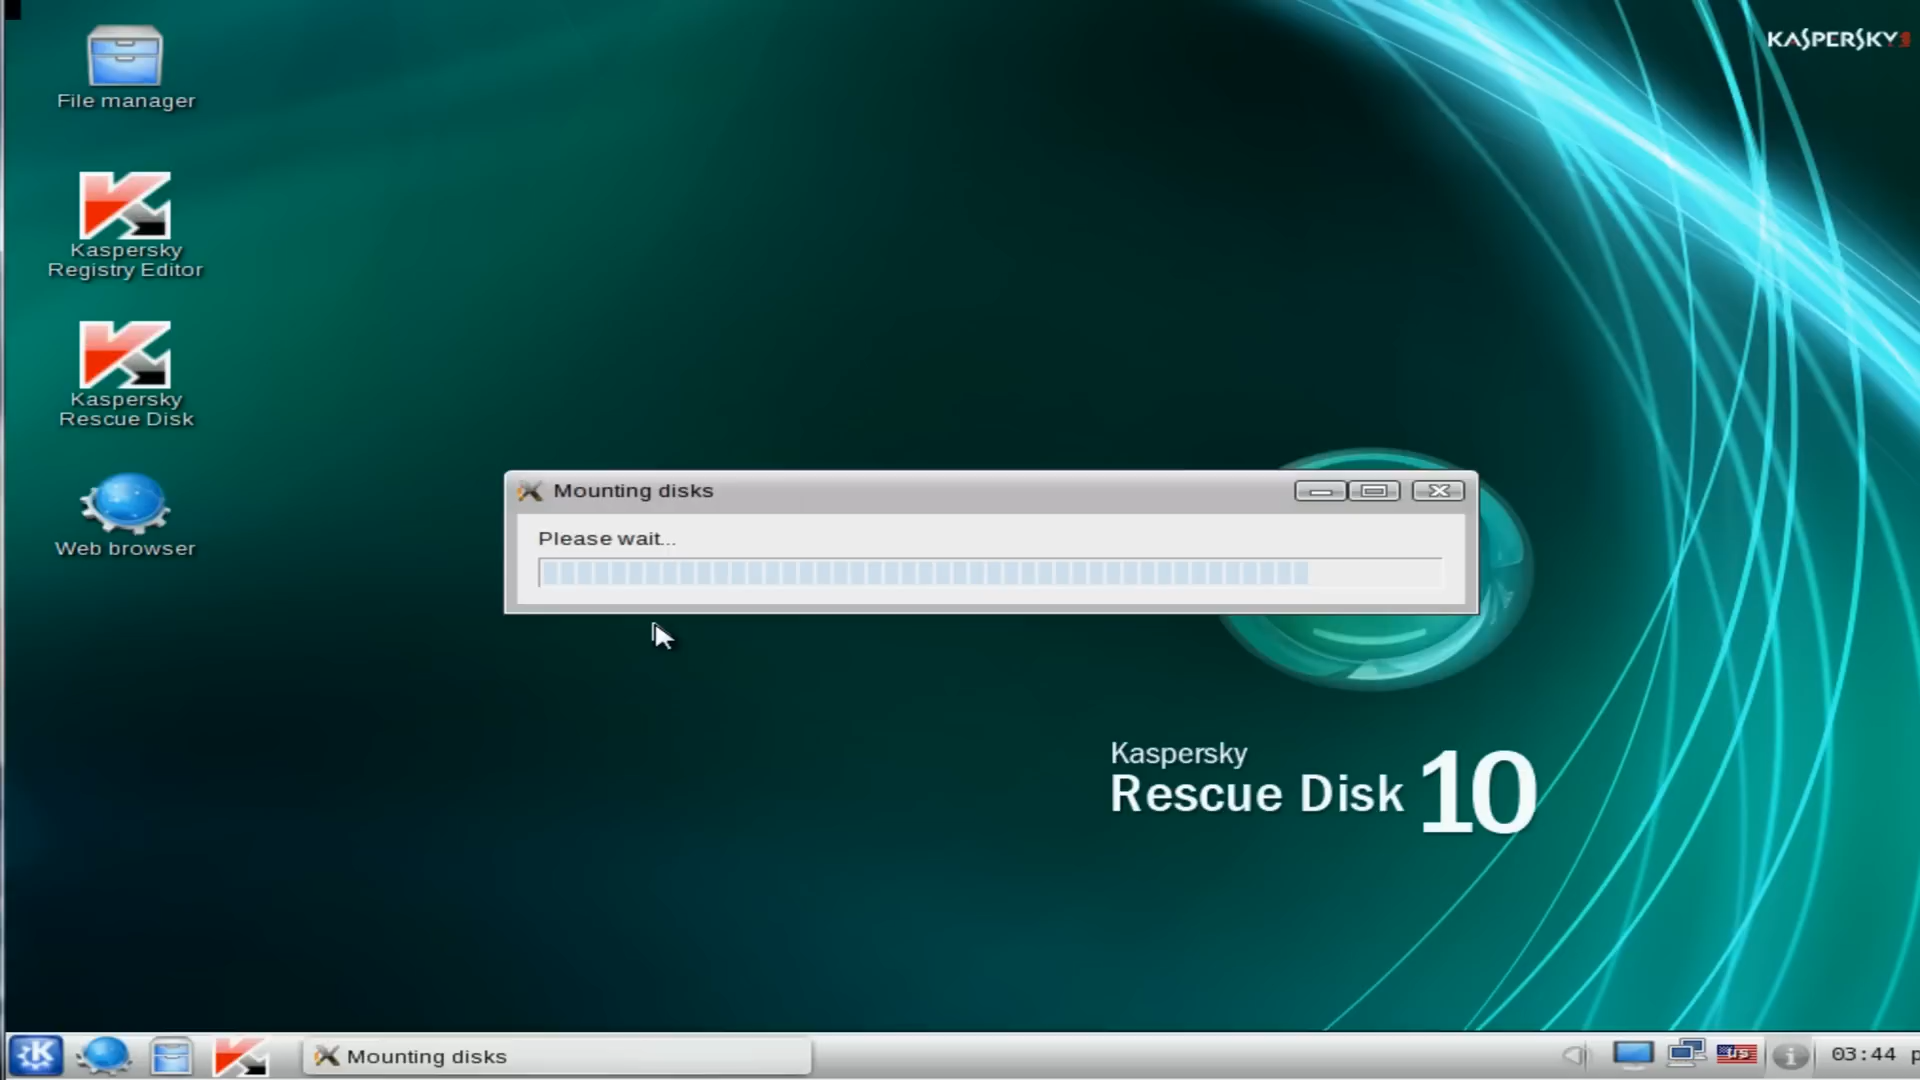 File manager
KASPERSKY
Kaspersky
Registry Editor
Kaspersky
Rescue Disk
Web browser
Mounting disks
Please wait...
Kaspersky
Rescue Disk 10
Mounting disks
us
03:44 p